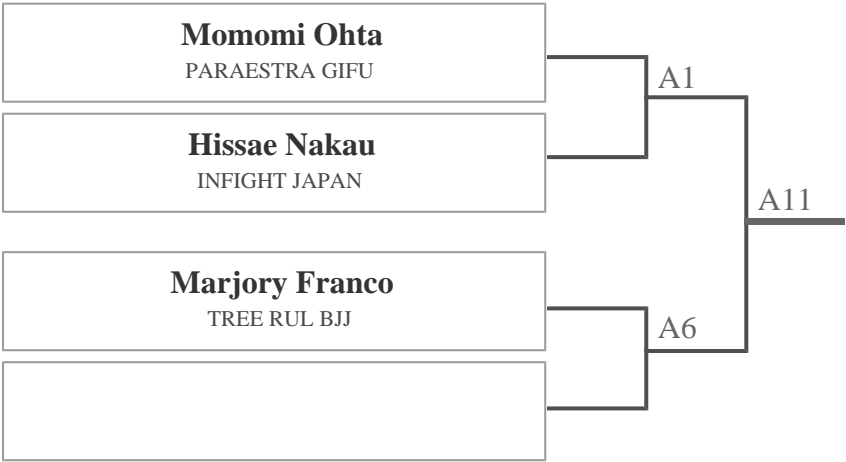 Momomi Ohta
PARAESTRA GIFU
A1
Hissae Nakau
INFIGHT JAPAN
A11
Marjory Franco
TREE RUL BJJ
A6